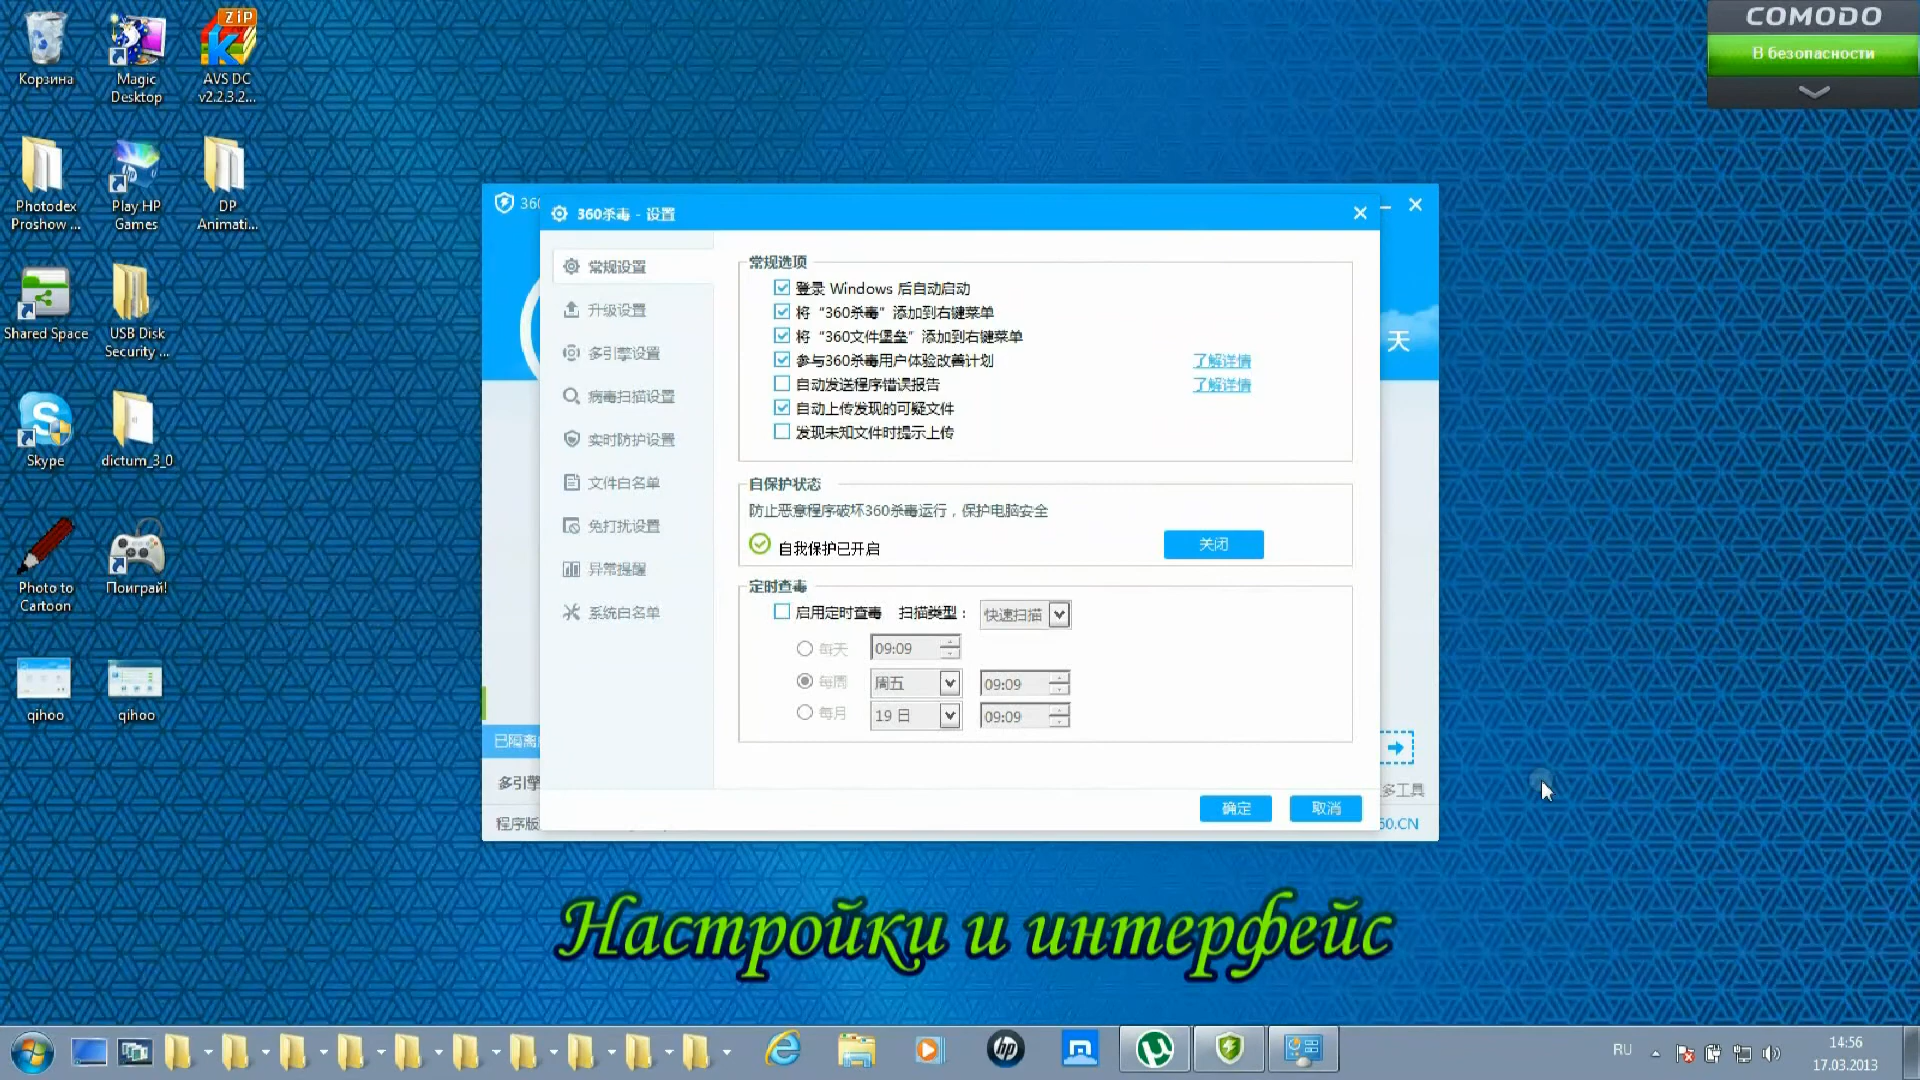 COMODO
В безопасности
Корзина
Magic
Desktop
AVS DC
v2.2.3.2...
Photodex
Proshow ...
Play HP
Games
DP
Animati...
Shared Space
USB Disk
Security ...
Skype
dictum_3_0
Photo to
Cartoon
Поиграй!
qihoo
qihoo
360杀毒 - 设置
常规设置
升级设置
多引擎设置
病毒扫描设置
实时防护设置
文件白名单
免打扰设置
异常提醒
系统白名单
常规选项
登录 Windows 后自动启动
将“360杀毒”添加到右键菜单
将“360文件堡垒”添加到右键菜单
参与360杀毒用户体验改善计划 了解详情
自动发送程序错误报告 了解详情
自动上传发现的可疑文件
发现未知文件时提示上传
自保护状态
防止恶意程序破坏360杀毒运行，保护电脑安全
自我保护已开启 关闭
定时查毒
启用定时查毒 扫描类型： 快速扫描
每天 09:09
每周 周五 09:09
每月 19 日 09:09
确定 取消
360
天
已隔离
多引擎
多工具
程序版
60.CN
Настройки и интерфейс
ZIP
hp
RU
14:56
17.03.2013